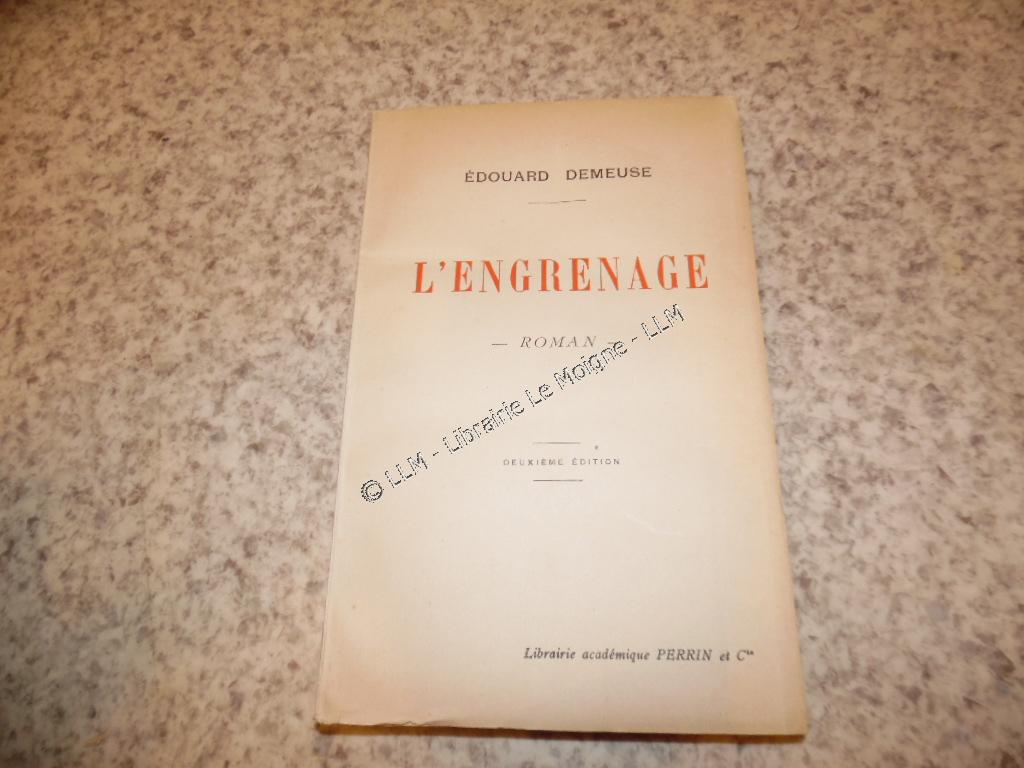 ÉDOUARD DEMEUSE
L'ENGRENAGE
— ROMAN —
© LLM - Librairie Le Moigne - LLM
DEUXIÈME ÉDITION
Librairie académique PERRIN et Cie